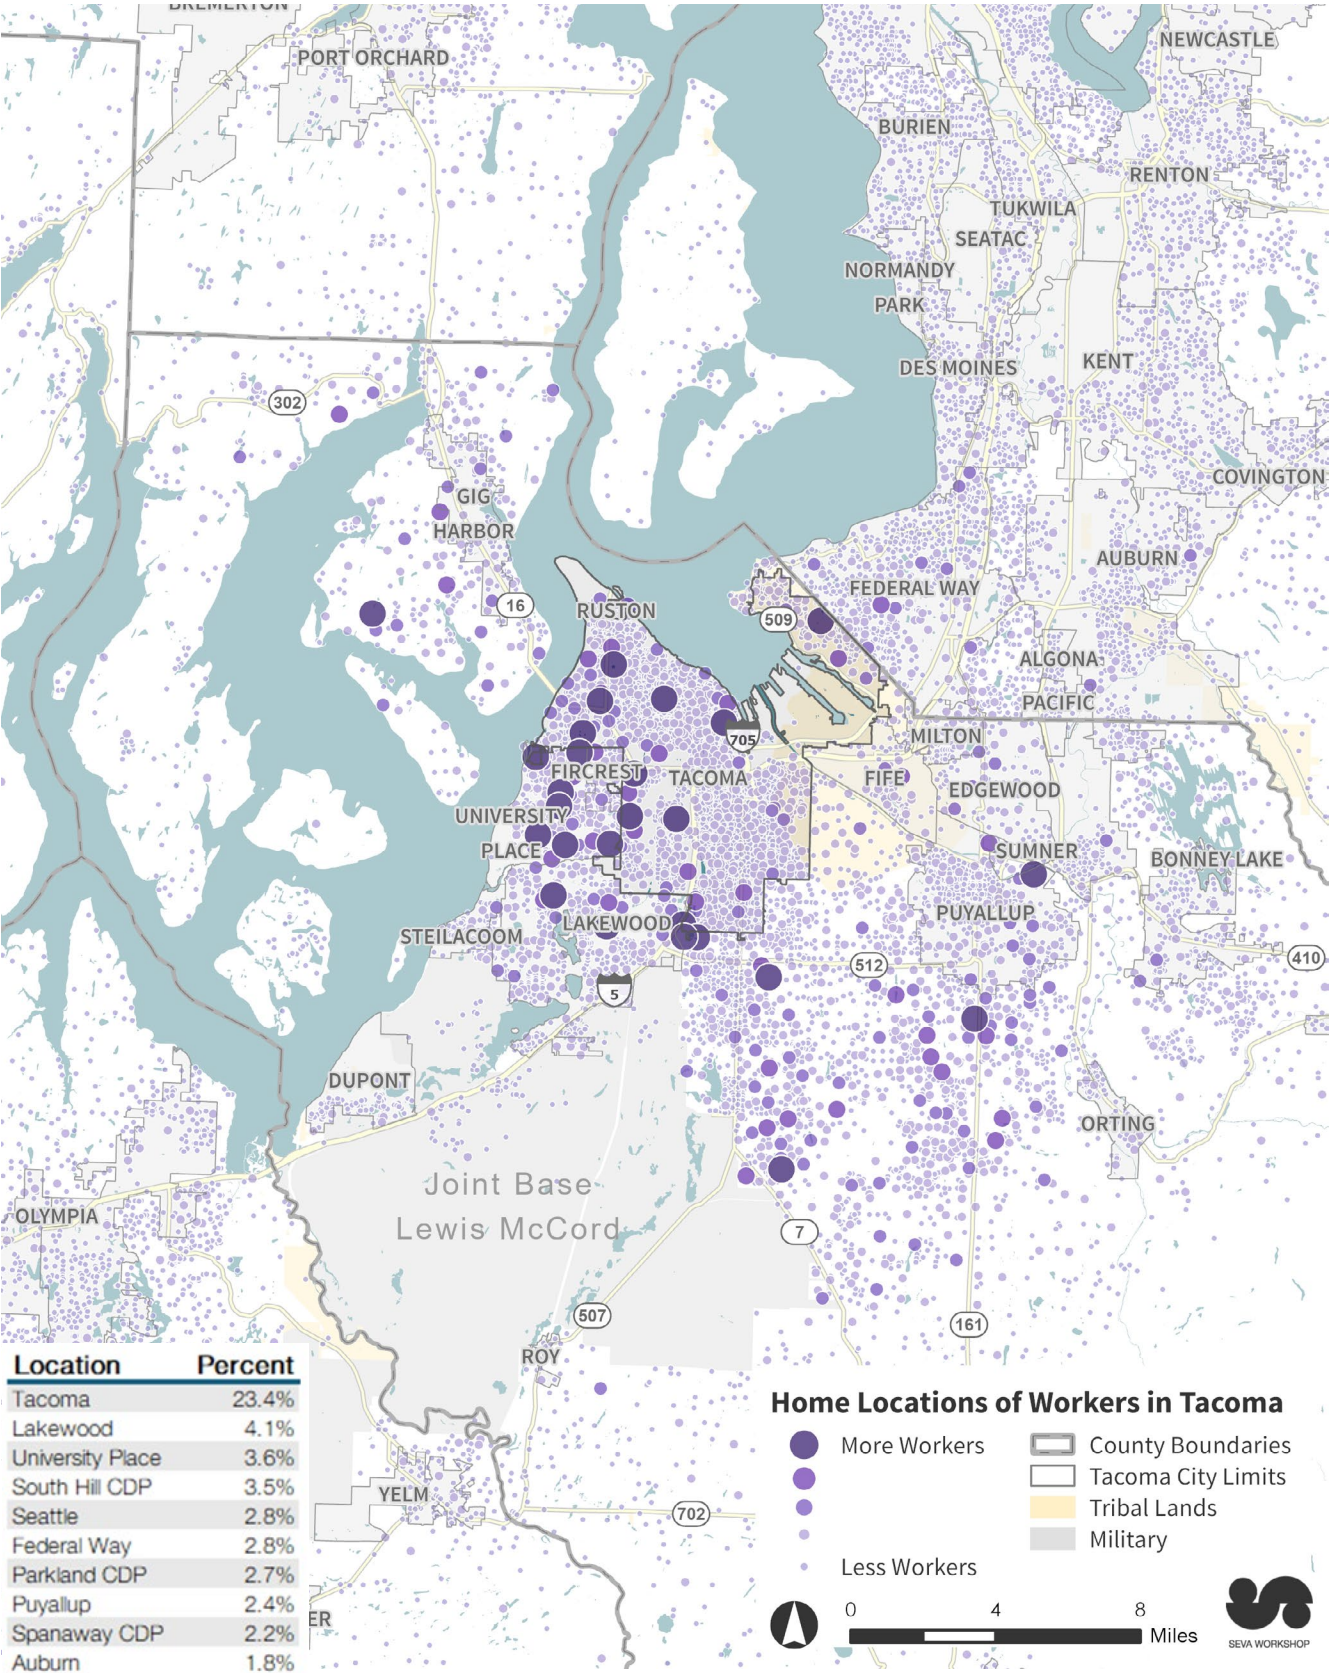 BREMERTON
PORT ORCHARD
NEWCASTLE
BURIEN
RENTON
TUKWILA
SEATAC
NORMANDY
PARK
DES MOINES
KENT
302
COVINGTON
GIG
HARBOR
AUBURN
FEDERAL WAY
16
RUSTON
509
ALGONA
PACIFIC
705
MILTON
FIRCREST
TACOMA
FIFE
EDGEWOOD
UNIVERSITY
PLACE
SUMNER
BONNEY LAKE
PUYALLUP
LAKEWOOD
STEILACOOM
512
410
5
DUPONT
ORTING
Joint Base
Lewis McCord
OLYMPIA
7
507
161
ROY
YELM
702
ER
Location Percent
Tacoma 23.4%
Lakewood 4.1%
University Place 3.6%
South Hill CDP 3.5%
Seattle 2.8%
Federal Way 2.8%
Parkland CDP 2.7%
Puyallup 2.4%
Spanaway CDP 2.2%
Auburn 1.8%
Home Locations of Workers in Tacoma
More Workers
Less Workers
County Boundaries
Tacoma City Limits
Tribal Lands
Military
0 4 8
Miles
SEVA WORKSHOP